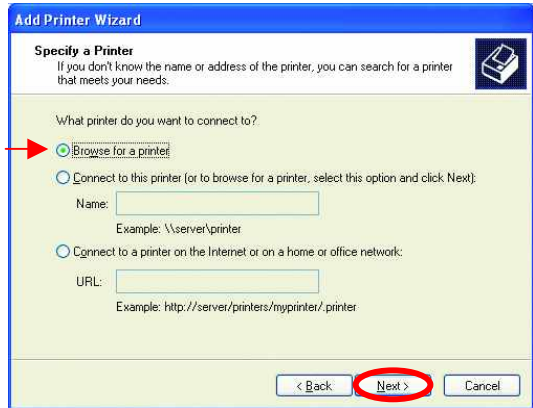 Add Printer Wizard
Specify a Printer
If you don't know the name or address of the printer, you can search for a printer
that meets your needs.
What printer do you want to connect to?
Browse for a printer
Connect to this printer (or to browse for a printer, select this option and click Next):
Name:
Example: \\server\printer
Connect to a printer on the Internet or on a home or office network:
URL:
Example: http://server/printers/myprinter/.printer
< Back Next > Cancel